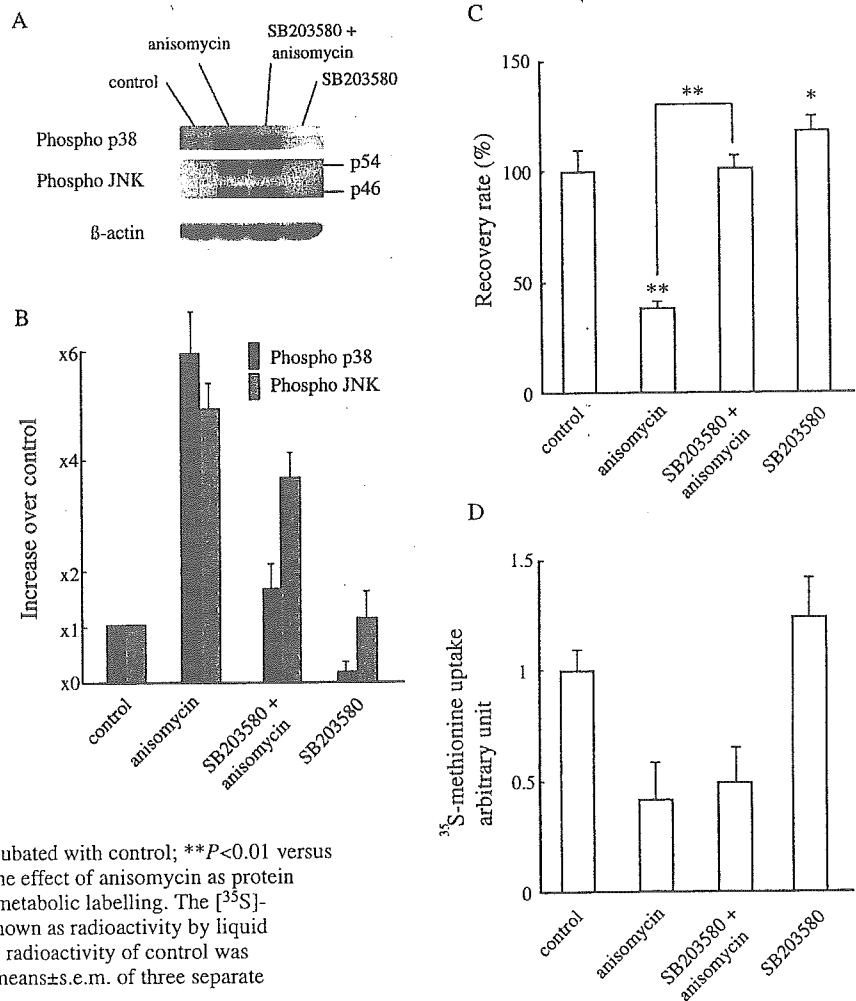 A
anisomycin
SB203580 +
anisomycin
control
SB203580
Phospho p38
Phospho JNK
p54
p46
ß-actin
B
x6
x4
x2
x1
x0
Increase over control
Phospho p38
Phospho JNK
control
anisomycin
SB203580 +
anisomycin
SB203580
C
150
100
50
0
Recovery rate (%)
**
**
*
control
anisomycin
SB203580 +
anisomycin
SB203580
D
1.5
1
0.5
0
35S-methionine uptake
arbitrary unit
control
anisomycin
SB203580 +
anisomycin
SB203580
ubated with control; **P<0.01 versus
ne effect of anisomycin as protein
metabolic labelling. The [35S]-
nown as radioactivity by liquid
radioactivity of control was
means±s.e.m. of three separate